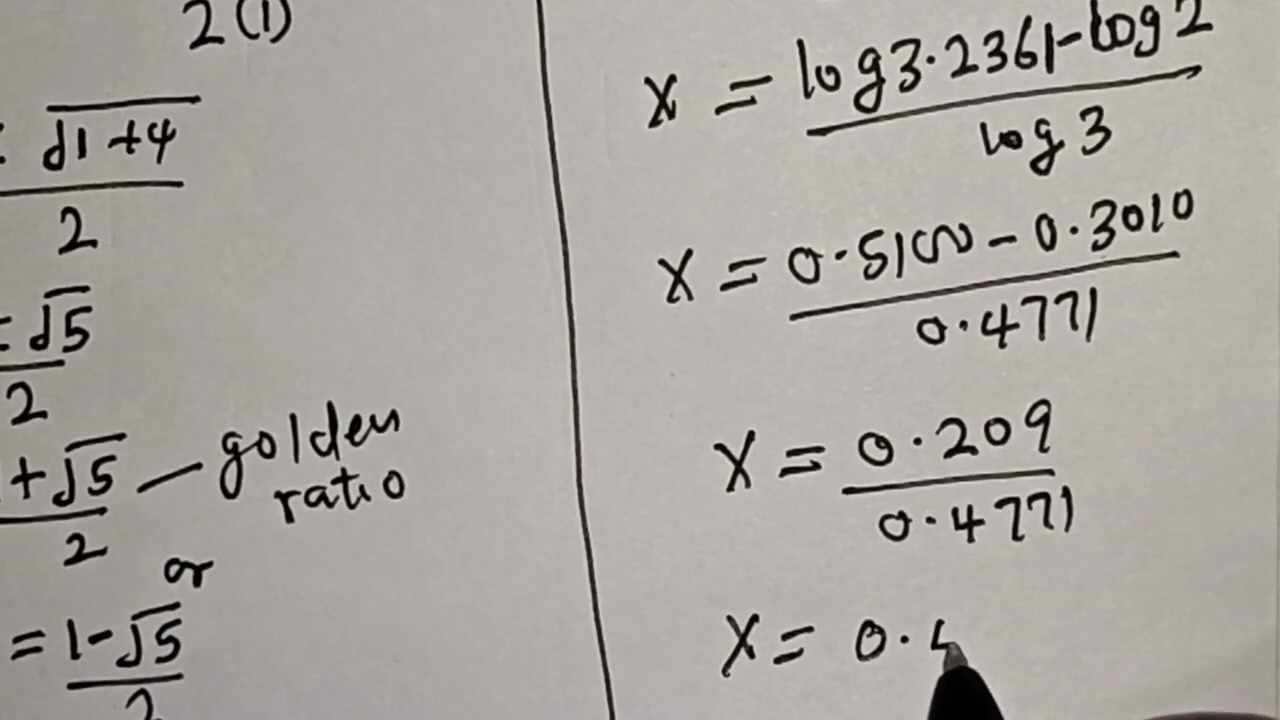 2(1)
= √1+4
2
= √5
2
+√5 — golden
ratio
2
or
= 1-√5
2
X = log3.2361-log2
log3
X = 0.5100-0.3010
0.4771
X = 0.209
0.4771
X = 0.4